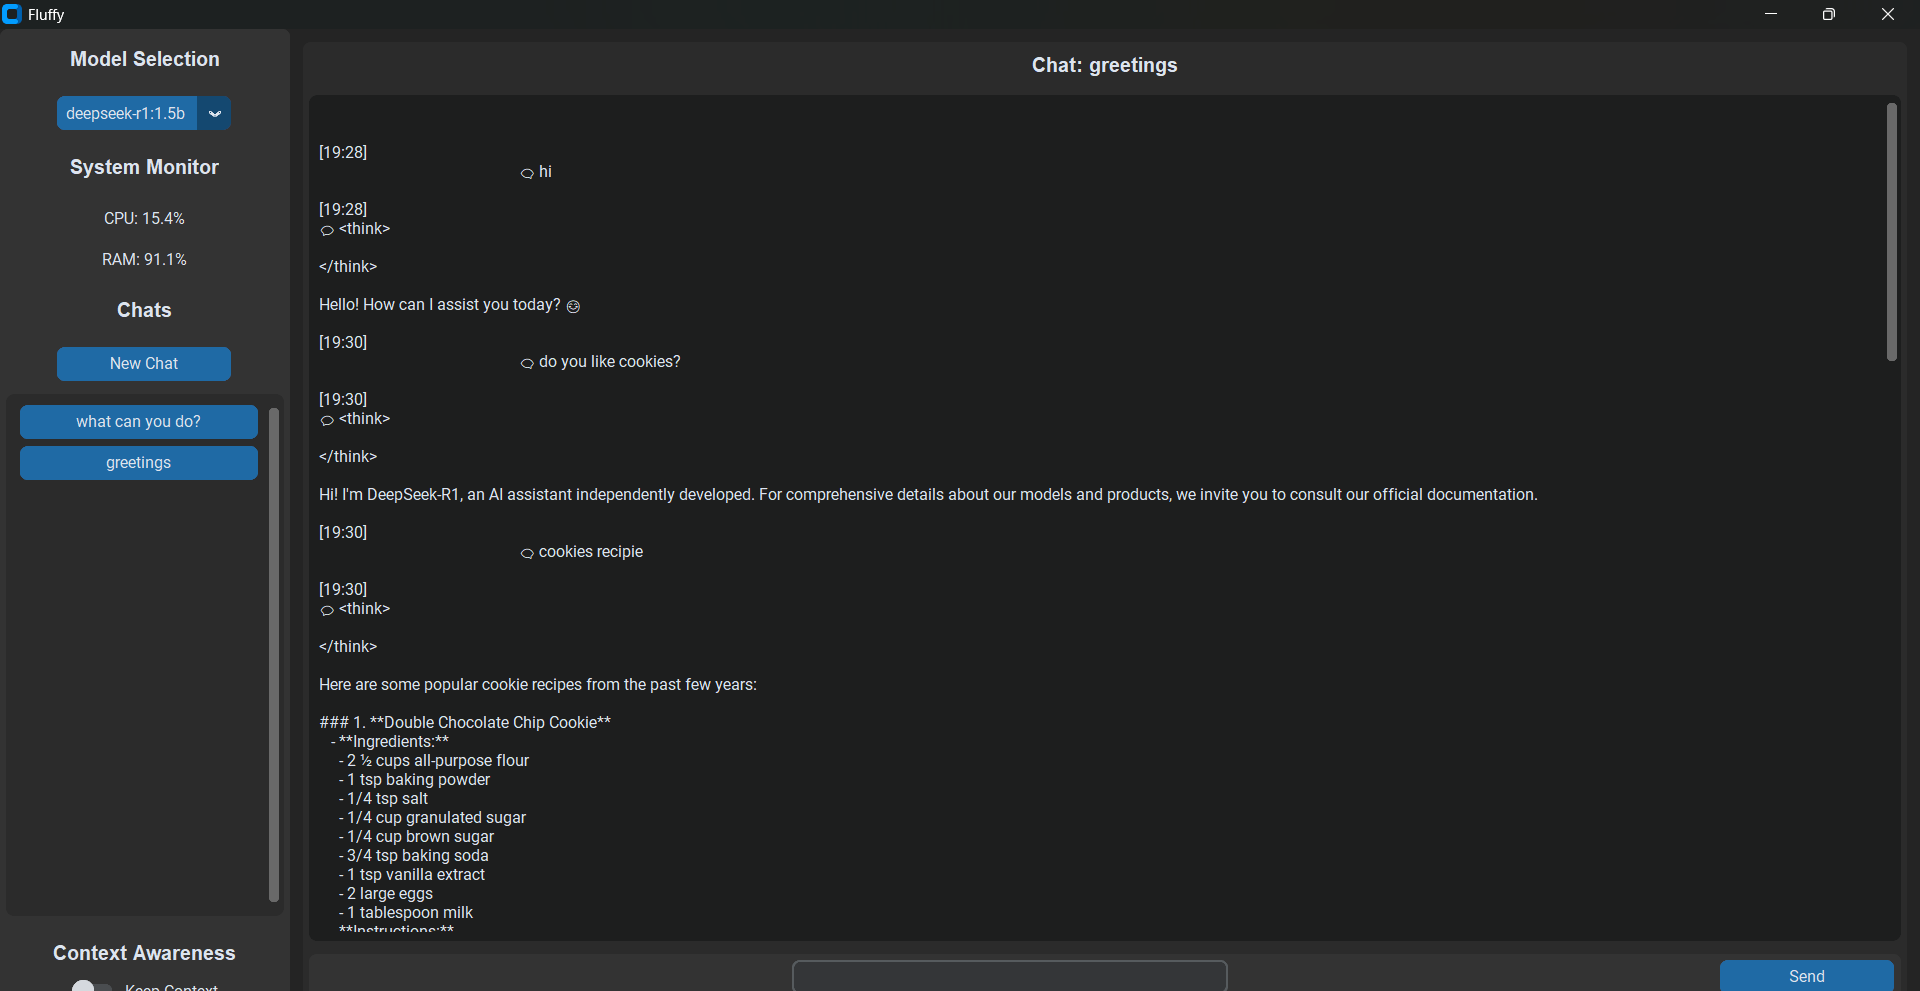 Fluffy
Model Selection
deepseek-r1:1.5b
System Monitor
CPU: 15.4%
RAM: 91.1%
Chats
New Chat
what can you do?
greetings
Context Awareness
Keep Context
Chat: greetings
[19:28]
hi
[19:28]
<think>
</think>
Hello! How can I assist you today? 😊
[19:30]
do you like cookies?
[19:30]
<think>
</think>
Hi! I'm DeepSeek-R1, an AI assistant independently developed. For comprehensive details about our models and products, we invite you to consult our official documentation.
[19:30]
cookies recipie
[19:30]
<think>
</think>
Here are some popular cookie recipes from the past few years:
### 1. **Double Chocolate Chip Cookie**
- **Ingredients:**
- 2 ½ cups all-purpose flour
- 1 tsp baking powder
- 1/4 tsp salt
- 1/4 cup granulated sugar
- 1/4 cup brown sugar
- 3/4 tsp baking soda
- 1 tsp vanilla extract
- 2 large eggs
- 1 tablespoon milk
**Instructions:**
Send